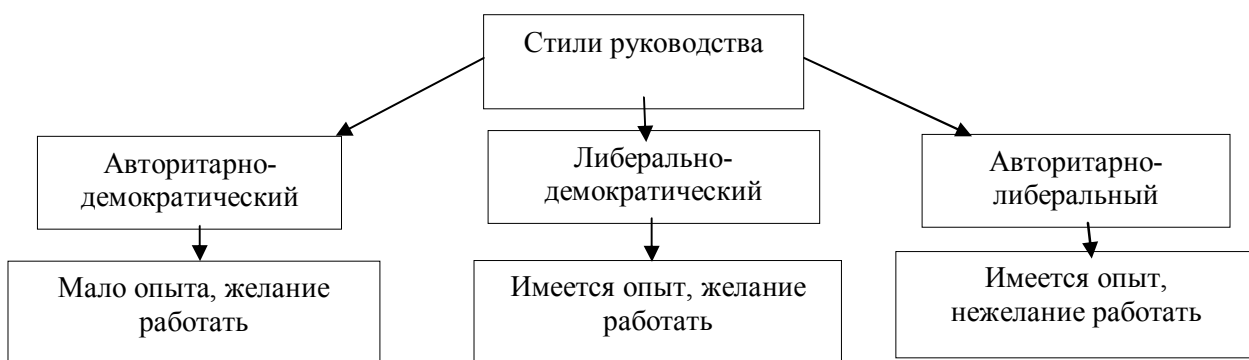 Стили руководства
Авторитарно-
демократический
Либерально-
демократический
Авторитарно-
либеральный
Мало опыта, желание
работать
Имеется опыт, желание
работать
Имеется опыт,
нежелание работать